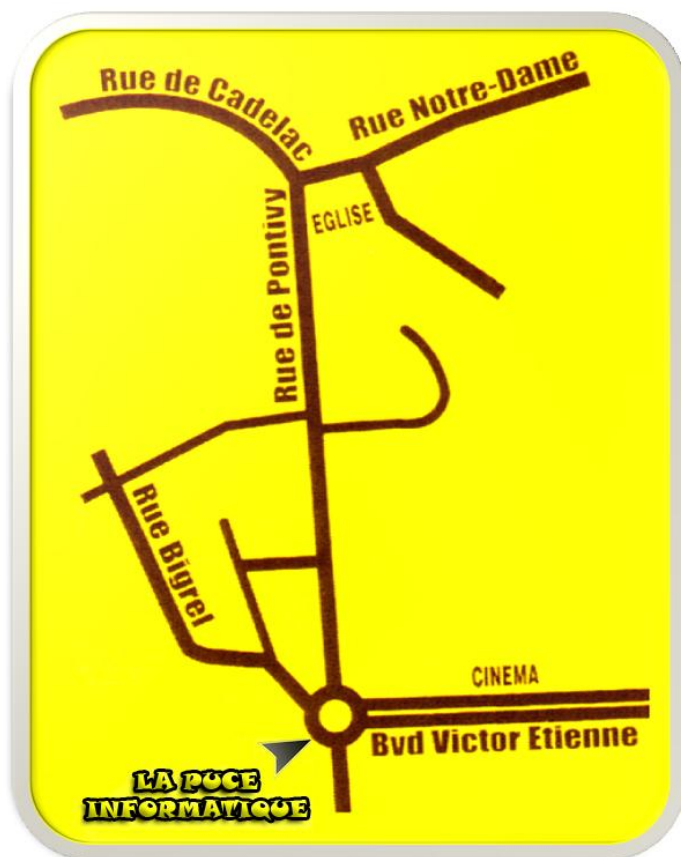 Rue de Cadelac
Rue Notre-Dame
EGLISE
Rue de Pontivy
Rue Bigrel
CINEMA
Bvd Victor Etienne
LA PUCE
INFORMATIQUE